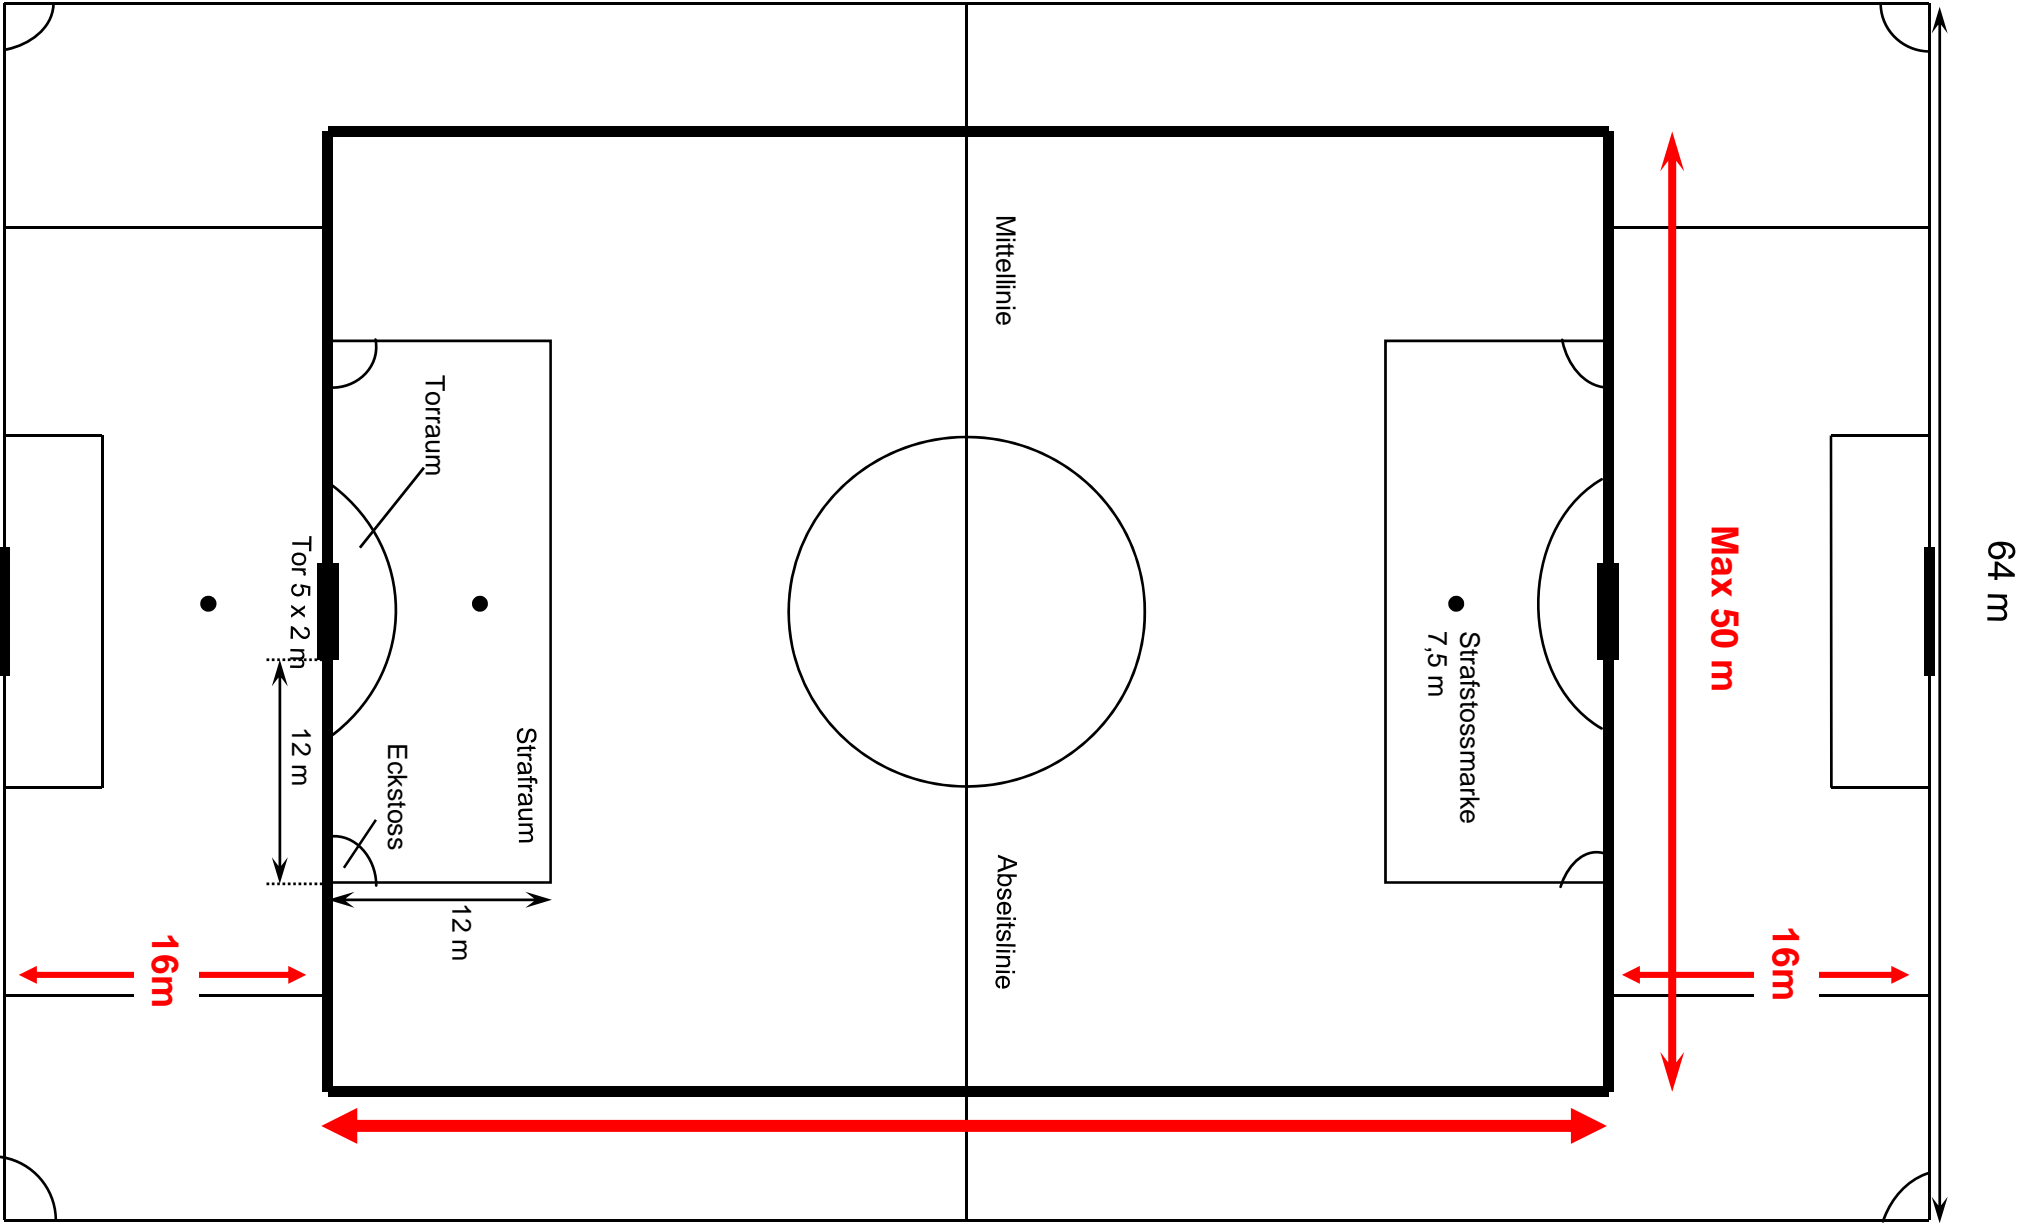 64 m
Max 50 m
16m
Strafstossmarke
7,5 m
Mittellinie
Abseitslinie
Strafraum
12 m
Torraum
Eckstoss
Tor 5 x 2 m
12 m
16m